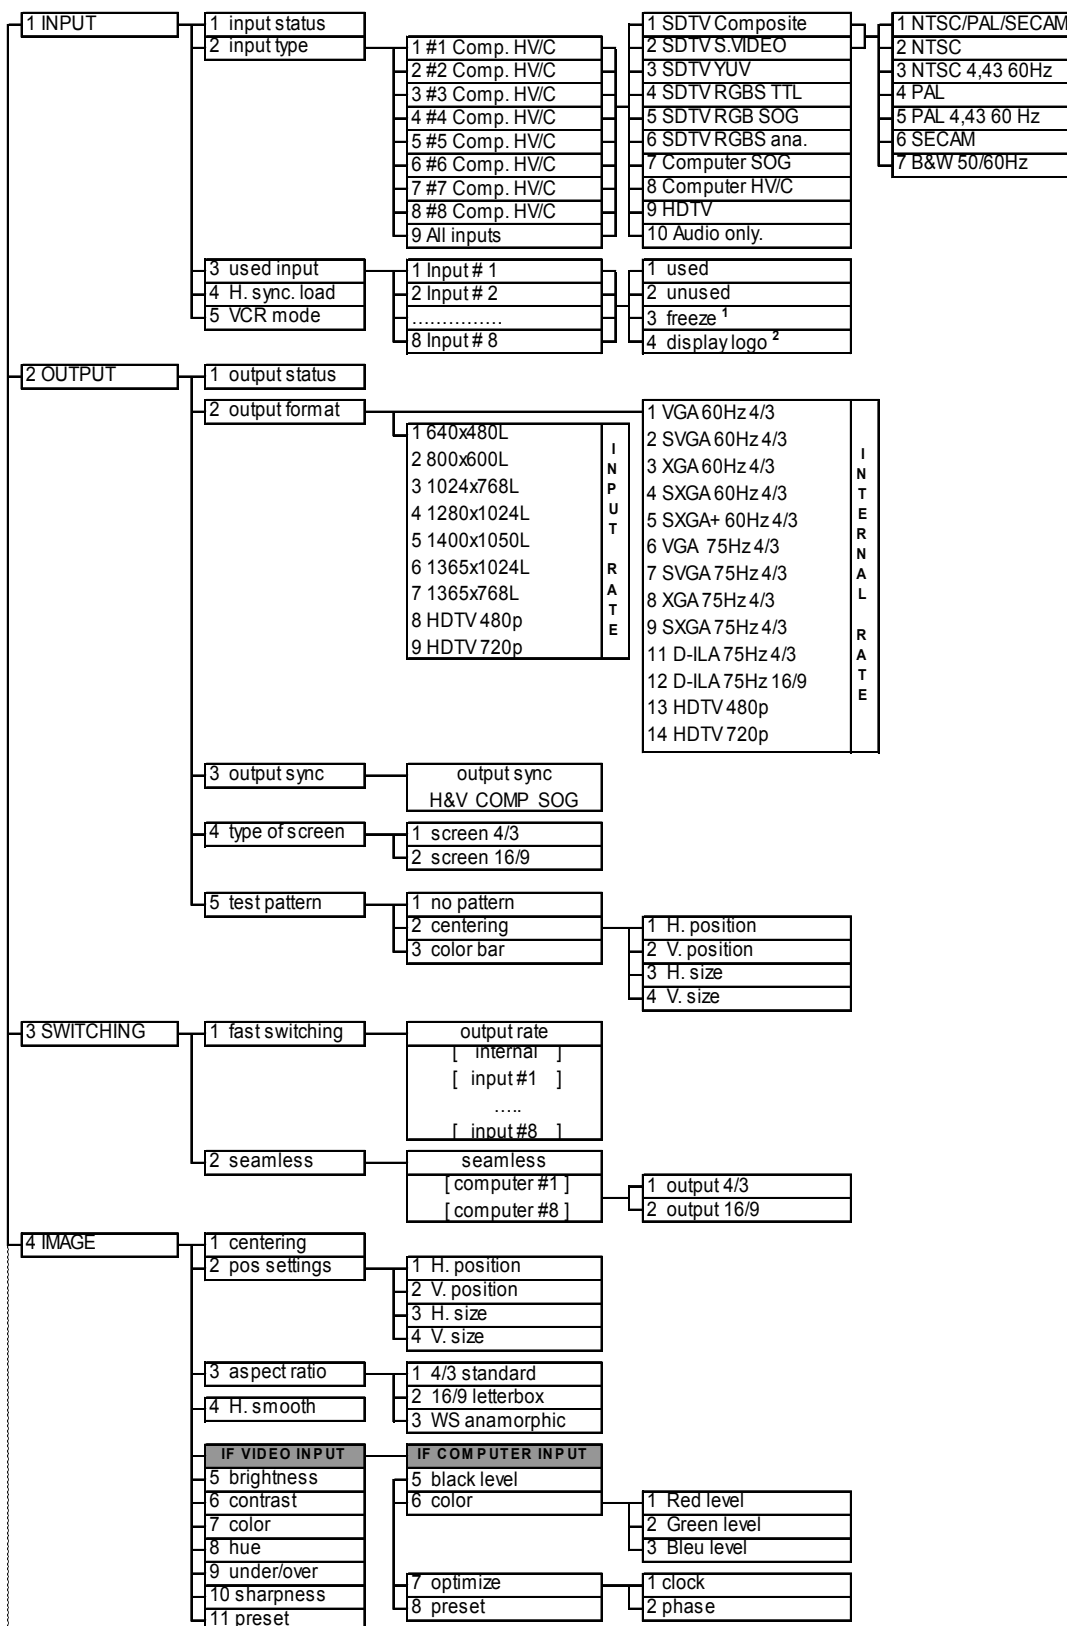 1 INPUT
1 input status
2 input type
1 #1 Comp. HV/C
2 #2 Comp. HV/C
3 #3 Comp. HV/C
4 #4 Comp. HV/C
5 #5 Comp. HV/C
6 #6 Comp. HV/C
7 #7 Comp. HV/C
8 #8 Comp. HV/C
9 All inputs
1 SDTV Composite
2 SDTV S.VIDEO
3 SDTV YUV
4 SDTV RGBS TTL
5 SDTV RGB SOG
6 SDTV RGBS ana.
7 Computer SOG
8 Computer HV/C
9 HDTV
10 Audio only.
1 NTSC/PAL/SECAM
2 NTSC
3 NTSC 4,43 60Hz
4 PAL
5 PAL 4,43 60 Hz
6 SECAM
7 B&W 50/60Hz
3 used input
4 H. sync. load
5 VCR mode
1 Input # 1
2 Input # 2
...............
8 Input # 8
1 used
2 unused
3 freeze 1
4 display logo 2
2 OUTPUT
1 output status
2 output format
1 640x480L
2 800x600L
3 1024x768L
4 1280x1024L
5 1400x1050L
6 1365x1024L
7 1365x768L
8 HDTV 480p
9 HDTV 720p
INPUT RATE
1 VGA 60Hz 4/3
2 SVGA 60Hz 4/3
3 XGA 60Hz 4/3
4 SXGA 60Hz 4/3
5 SXGA+ 60Hz 4/3
6 VGA 75Hz 4/3
7 SVGA 75Hz 4/3
8 XGA 75Hz 4/3
9 SXGA 75Hz 4/3
11 D-ILA 75Hz 4/3
12 D-ILA 75Hz 16/9
13 HDTV 480p
14 HDTV 720p
INTERNAL RATE
3 output sync
output sync
H&V COMP SOG
4 type of screen
1 screen 4/3
2 screen 16/9
5 test pattern
1 no pattern
2 centering
3 color bar
1 H. position
2 V. position
3 H. size
4 V. size
3 SWITCHING
1 fast switching
output rate
[ internal ]
[ input #1 ]
.....
[ input #8 ]
2 seamless
seamless
[ computer #1 ]
[ computer #8 ]
1 output 4/3
2 output 16/9
4 IMAGE
1 centering
2 pos settings
1 H. position
2 V. position
3 H. size
4 V. size
3 aspect ratio
4 H. smooth
1 4/3 standard
2 16/9 letterbox
3 WS anamorphic
IF VIDEO INPUT
5 brightness
6 contrast
7 color
8 hue
9 under/over
10 sharpness
11 preset
IF COMPUTER INPUT
5 black level
6 color
1 Red level
2 Green level
3 Bleu level
7 optimize
8 preset
1 clock
2 phase